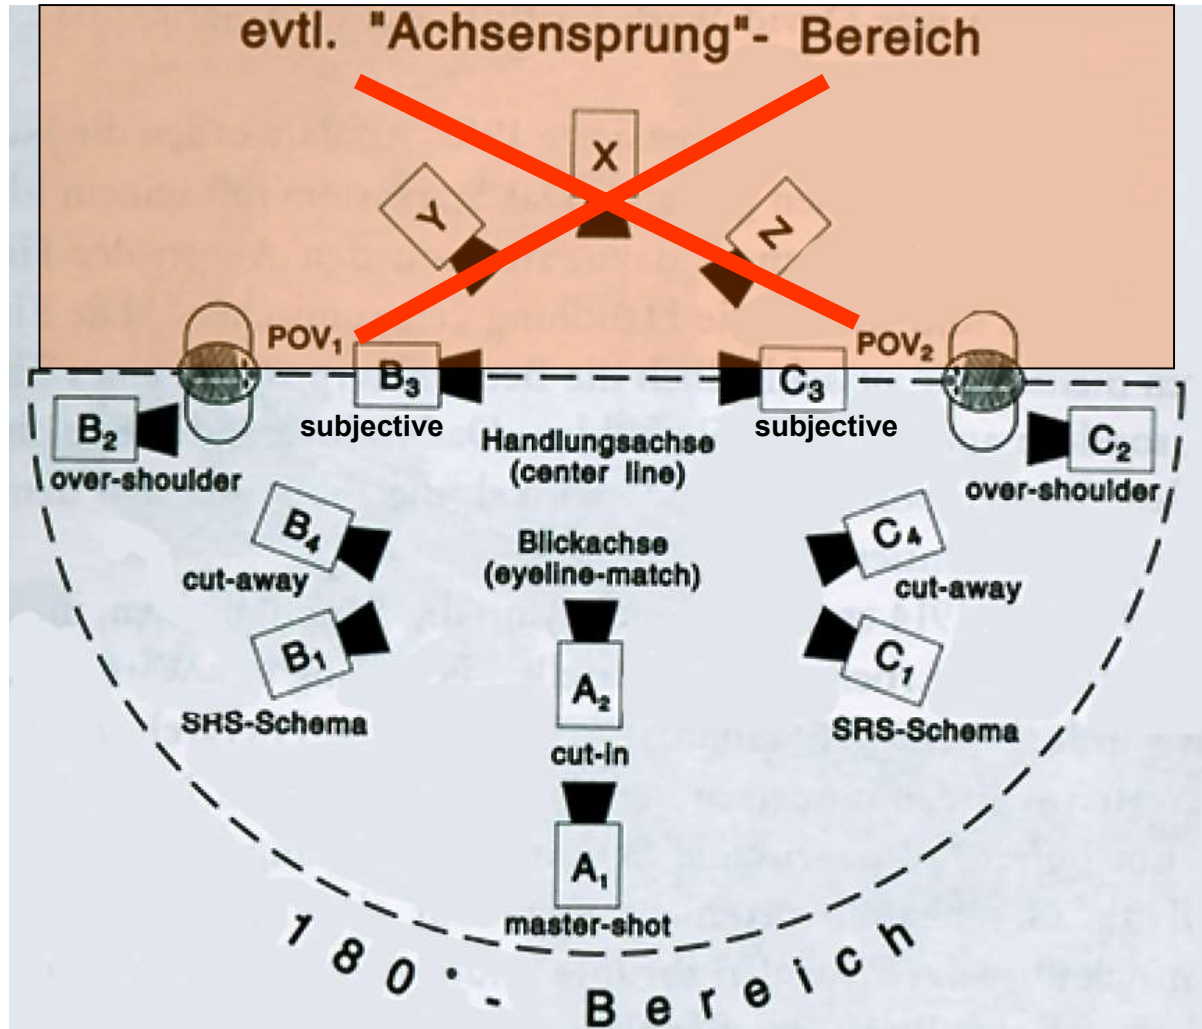 evtl. "Achsensprung"- Bereich
X
Y
Z
POV₁
POV₂
B₃
C₃
subjective
subjective
B₂
C₂
Handlungsachse
(center line)
over-shoulder
over-shoulder
B₄
C₄
Blickachse
(eyeline-match)
cut-away
cut-away
B₁
C₁
A₂
SRS-Schema
SRS-Schema
cut-in
A₁
master-shot
180°- Bereich